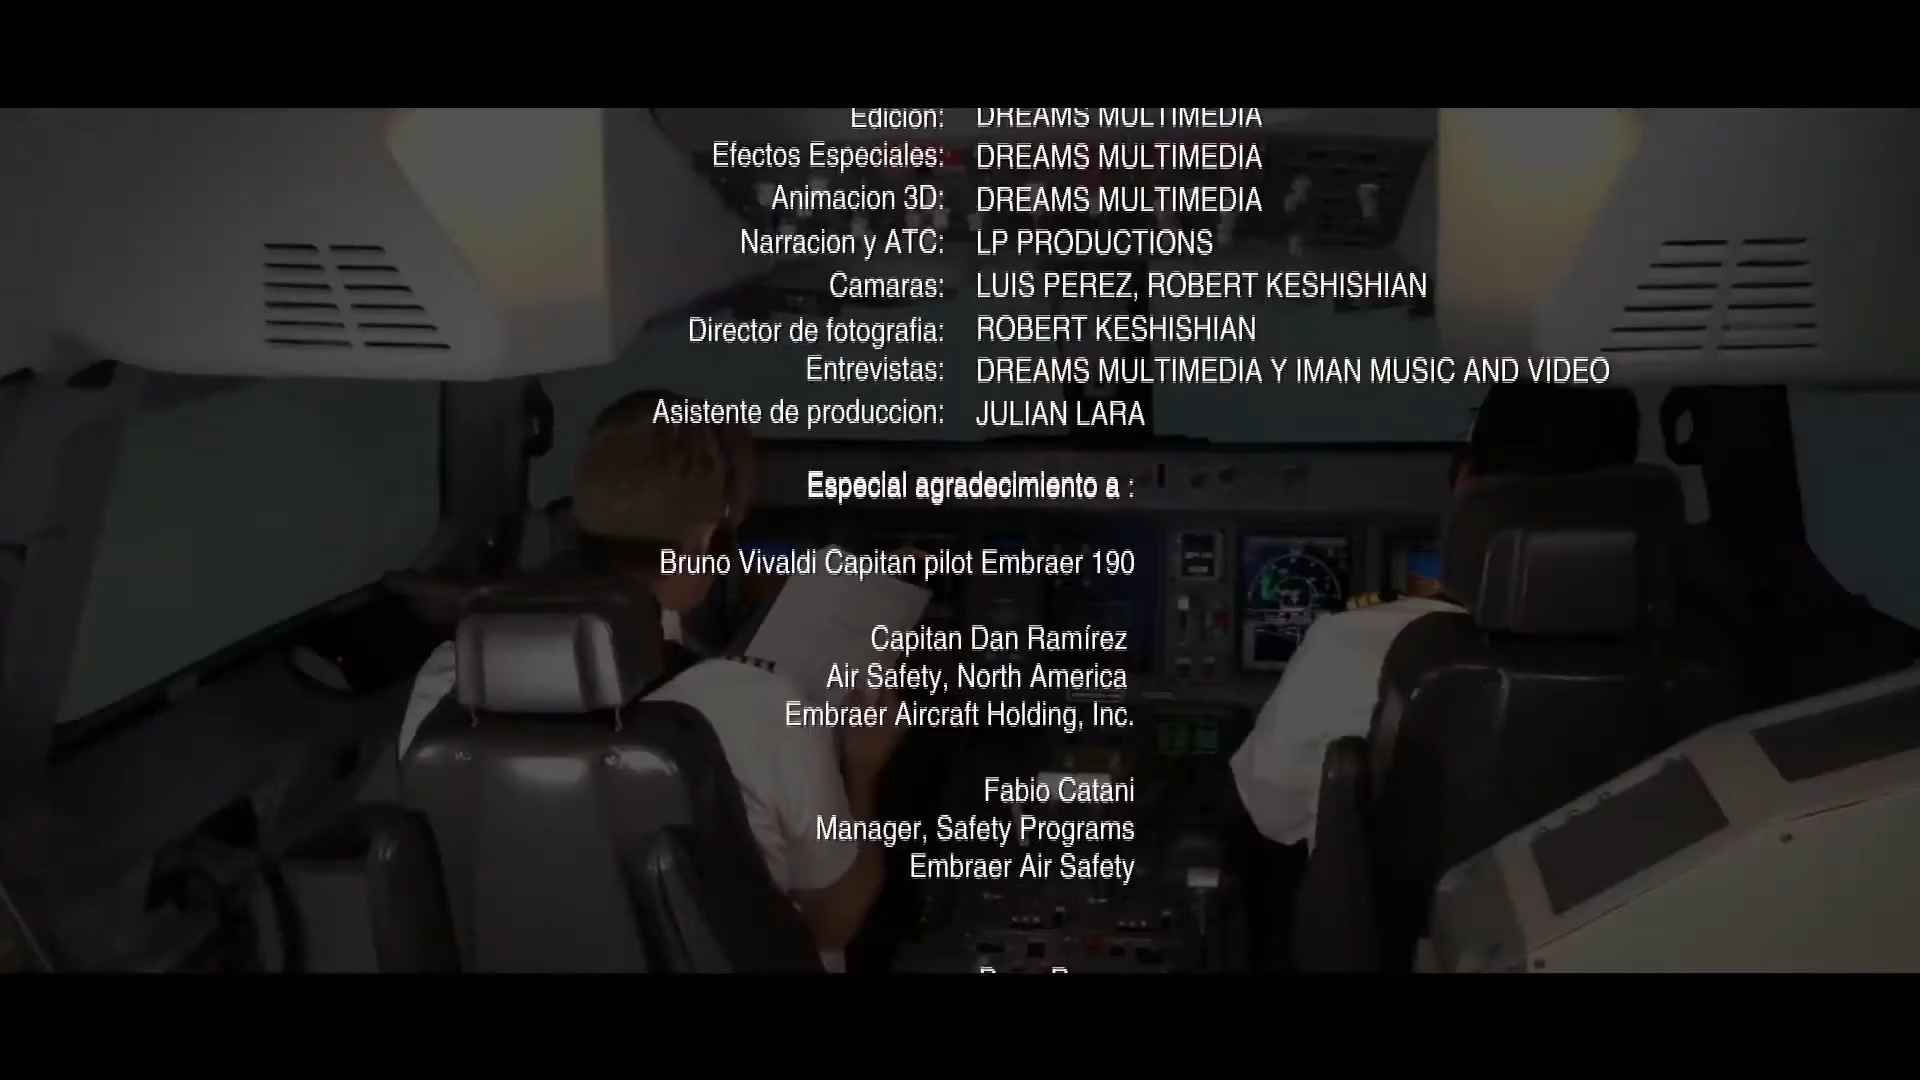 Edicion: DREAMS MULTIMEDIA
Efectos Especiales: DREAMS MULTIMEDIA
Animacion 3D: DREAMS MULTIMEDIA
Narracion y ATC: LP PRODUCTIONS
Camaras: LUIS PEREZ, ROBERT KESHISHIAN
Director de fotografia: ROBERT KESHISHIAN
Entrevistas: DREAMS MULTIMEDIA Y IMAN MUSIC AND VIDEO
Asistente de produccion: JULIAN LARA
Especial agradecimiento a :
Bruno Vivaldi Capitan pilot Embraer 190
Capitan Dan Ramírez
Air Safety, North America
Embraer Aircraft Holding, Inc.
Fabio Catani
Manager, Safety Programs
Embraer Air Safety